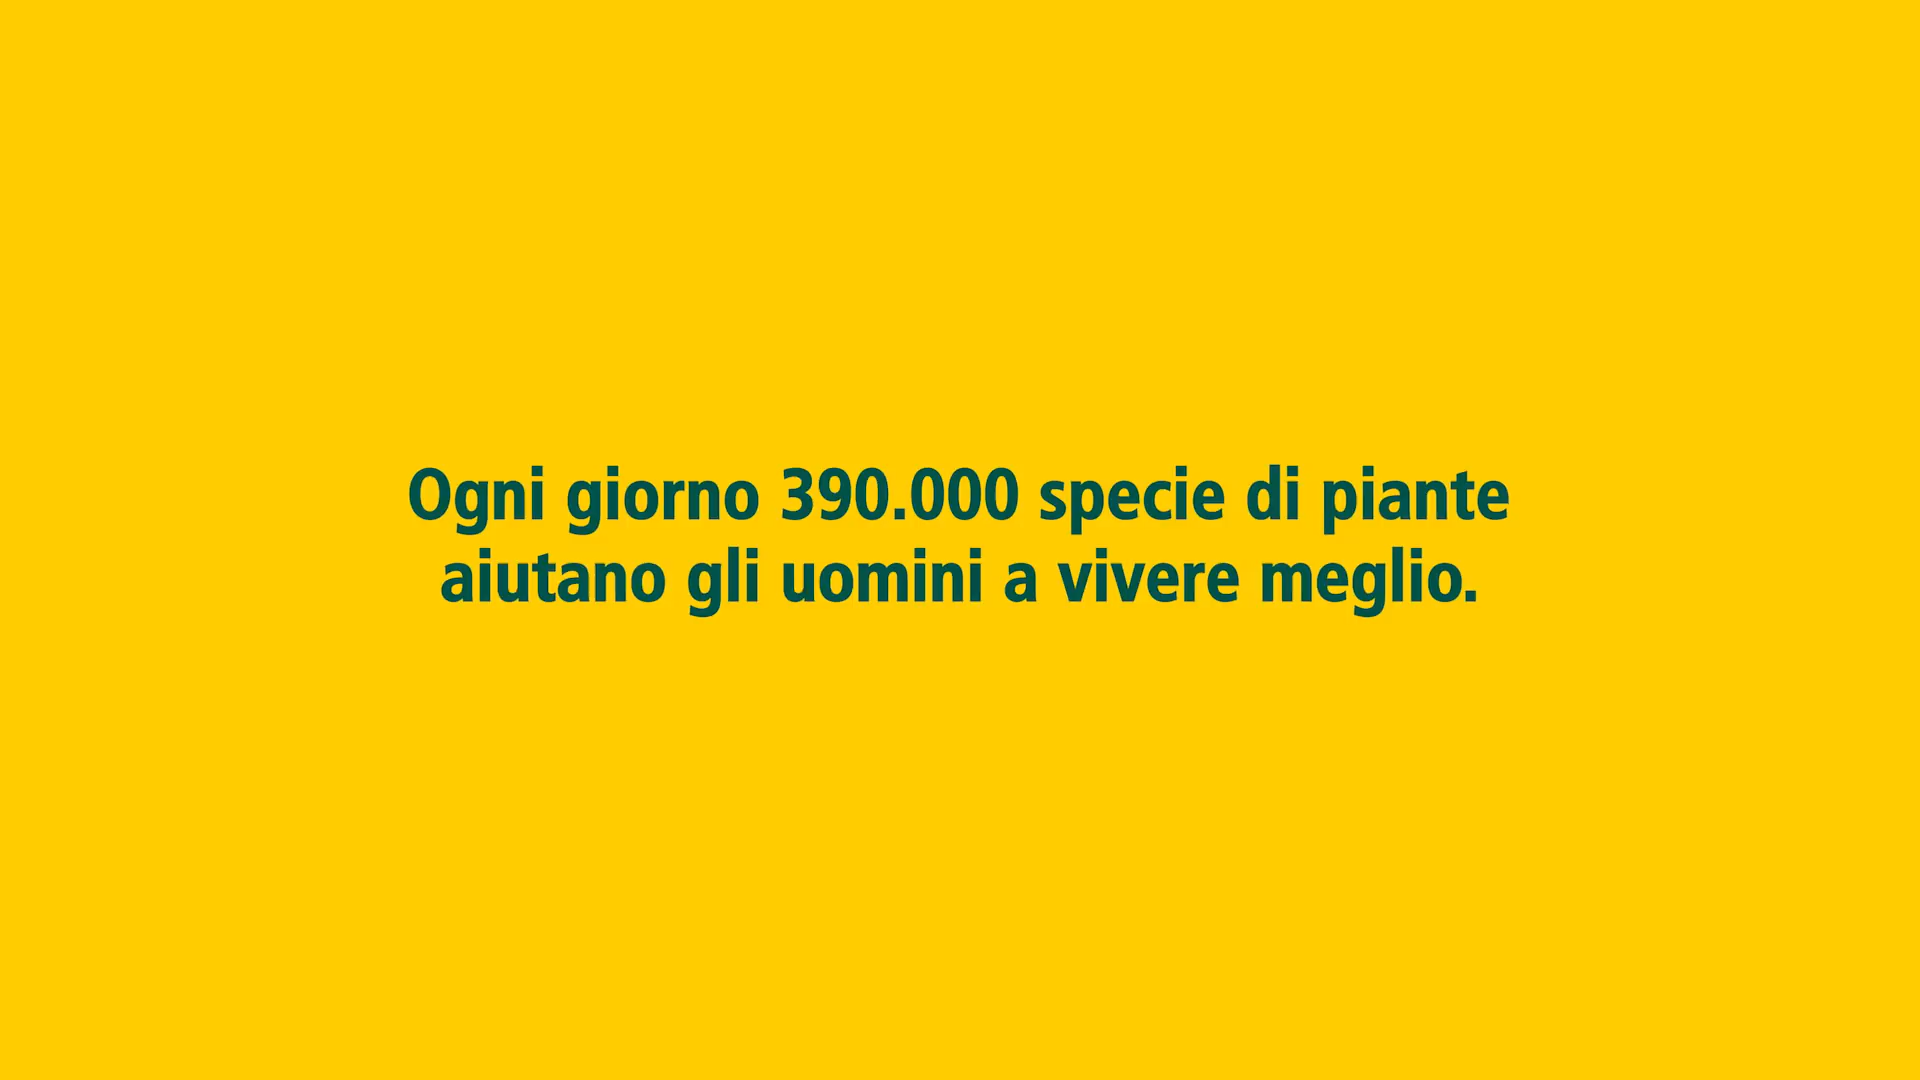 Ogni giorno 390.000 specie di piante
aiutano gli uomini a vivere meglio.